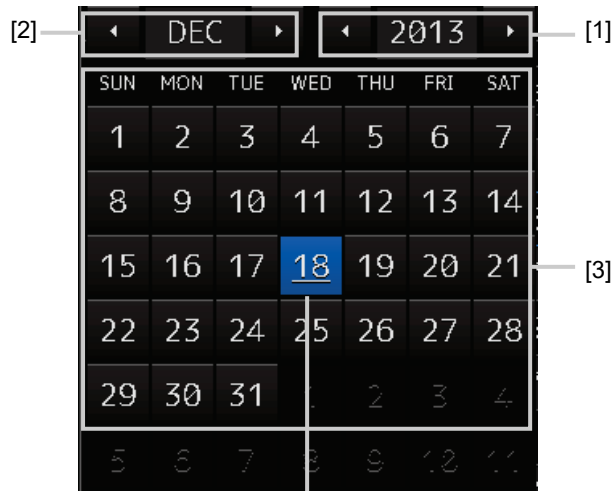 [2] DEC 2013 [1]
SUN MON TUE WED THU FRI SAT
1 2 3 4 5 6 7
8 9 10 11 12 13 14
15 16 17 18 19 20 21 [3]
22 23 24 25 26 27 28
29 30 31 1 2 3 4
5 6 7 8 9 10 11